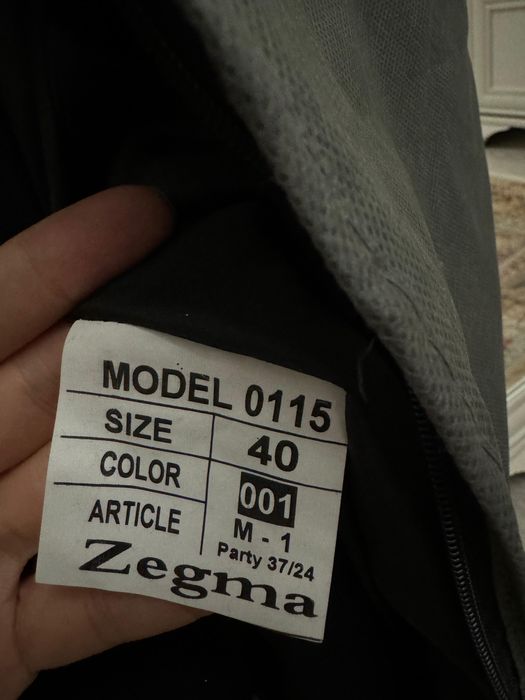 MODEL 0115
SIZE 40
COLOR 001
ARTICLE M - 1
Party 37/24
Zegma